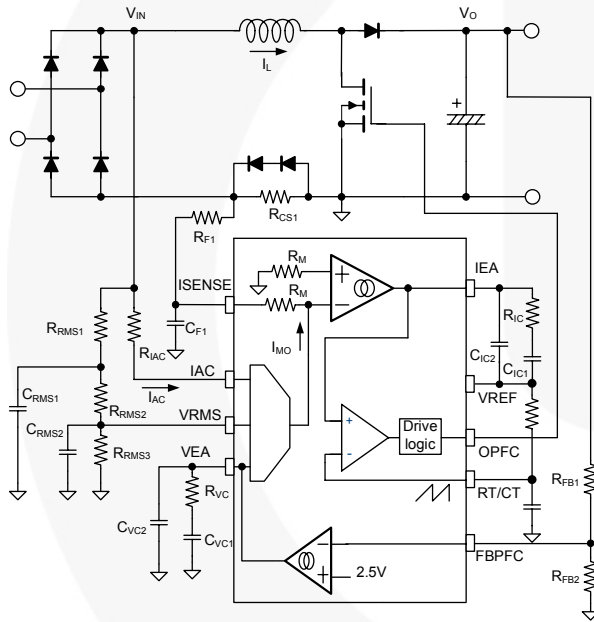 VIN
VO
IL
RCS1
RF1
ISENSE
RM
RM
IEA
RRMS1
RIAC
CF1
IMO
RIC
CIC2
CIC1
IAC
IAC
CRMS1
RRMS2
VREF
VRMS
CRMS2
RRMS3
Drive
logic
OPFC
VEA
RVC
RT/CT
RFB1
CVC2
CVC1
FBPFC
2.5V
RFB2
+
+
-
+
-
-
+